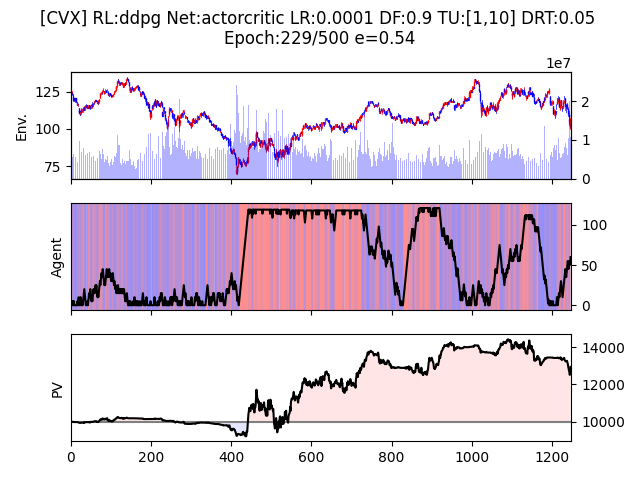 [CVX] RL:ddpg Net:actorcritic LR:0.0001 DF:0.9 TU:[1,10] DRT:0.05
Epoch:229/500 e=0.54
1e7
Env.
125
100
75
2
1
0
Agent
100
50
0
PV
14000
12000
10000
0 200 400 600 800 1000 1200